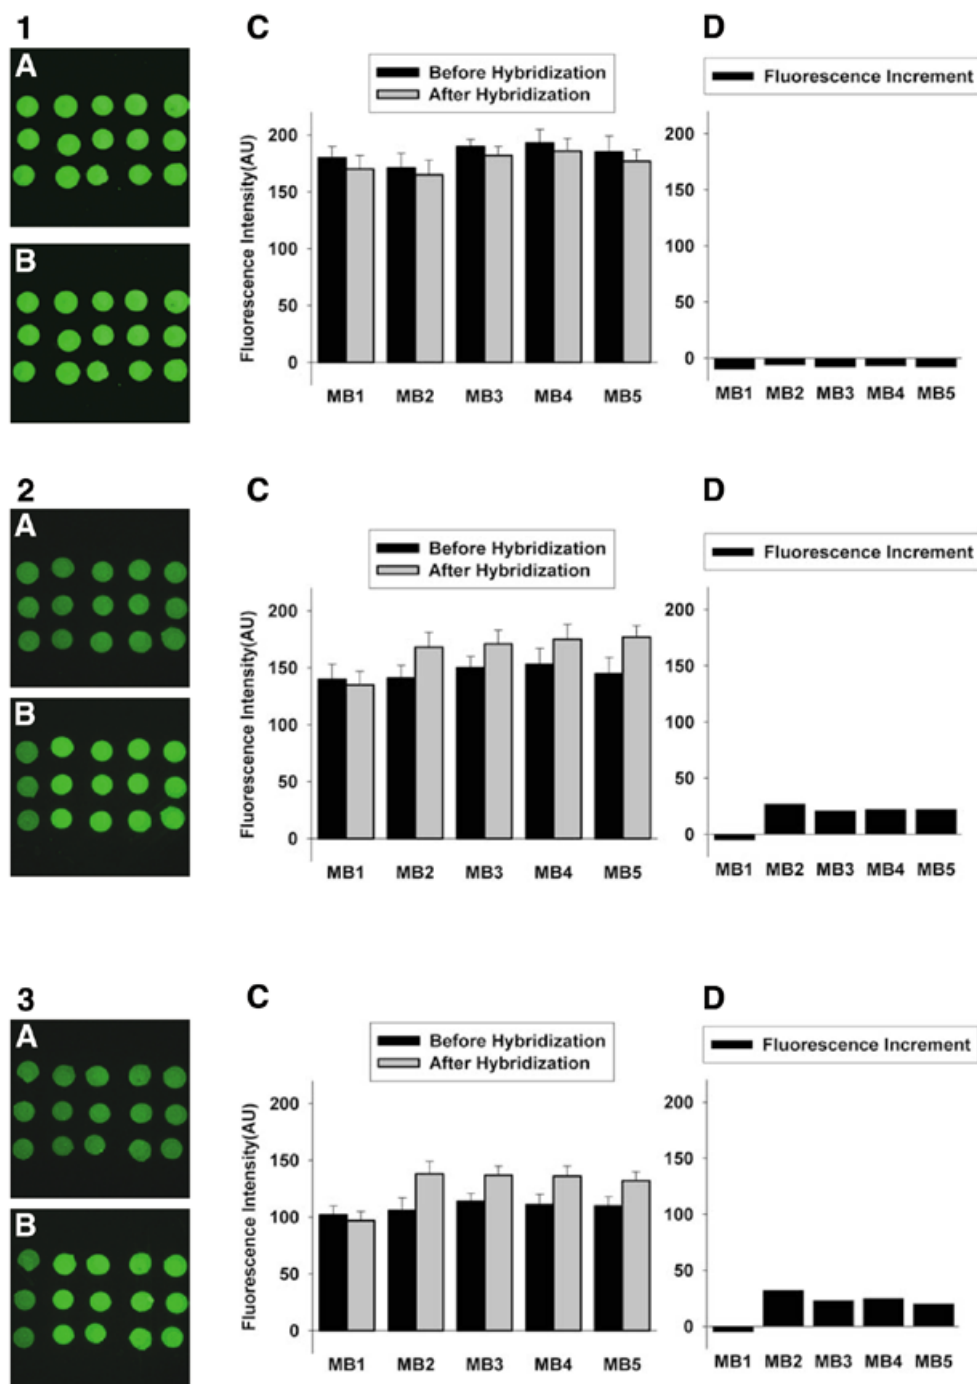 1
A
B
C
Before Hybridization
After Hybridization
Fluorescence Intensity(AU)
200
150
100
50
0
MB1 MB2 MB3 MB4 MB5
D
Fluorescence Increment
200
150
100
50
0
MB1 MB2 MB3 MB4 MB5
2
A
B
C
Before Hybridization
After Hybridization
Fluorescence Intensity(AU)
200
150
100
50
0
MB1 MB2 MB3 MB4 MB5
D
Fluorescence Increment
200
150
100
50
0
MB1 MB2 MB3 MB4 MB5
3
A
B
C
Before Hybridization
After Hybridization
Fluorescence Intensity(AU)
200
150
100
50
0
MB1 MB2 MB3 MB4 MB5
D
Fluorescence Increment
200
150
100
50
0
MB1 MB2 MB3 MB4 MB5